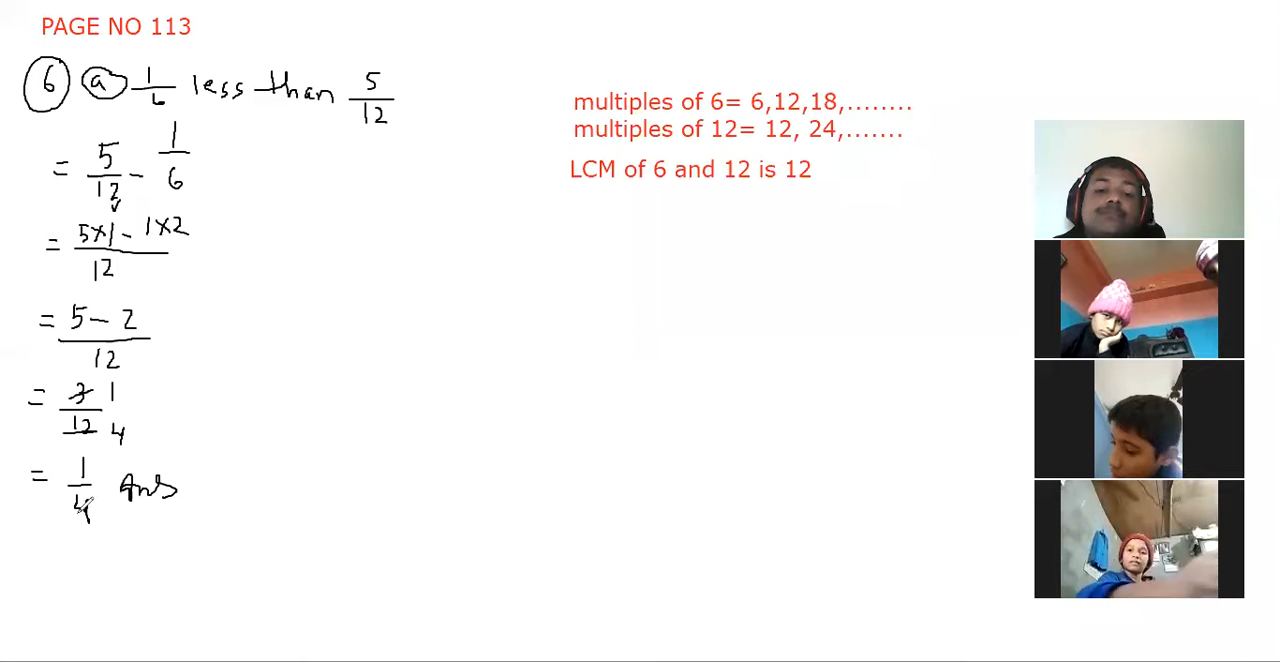 PAGE NO 113
6 a 1/6 less than 5/12
= 5/12 - 1/6
= 5×1 - 1×2 / 12
= 5 - 2 / 12
= 3/12 1 4
= 1/4 Ans
multiples of 6= 6,12,18,........
multiples of 12= 12, 24,.......
LCM of 6 and 12 is 12